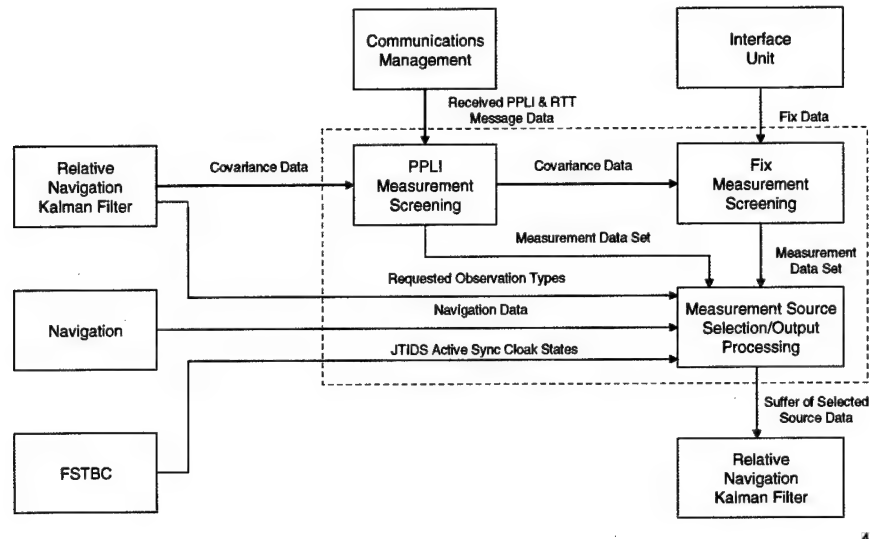 Communications
Management
Interface
Unit
Received PPLI & RTT
Message Data
Fix Data
Relative
Navigation
Kalman Filter
Covariance Data
PPLI
Measurement
Screening
Covariance Data
Fix
Measurement
Screening
Measurement Data Set
Measurement
Data Set
Requested Observation Types
Navigation
Navigation Data
Measurement Source
Selection/Output
Processing
JTIDS Active Sync Cloak States
Suffer of Selected
Source Data
FSTBC
Relative
Navigation
Kalman Filter